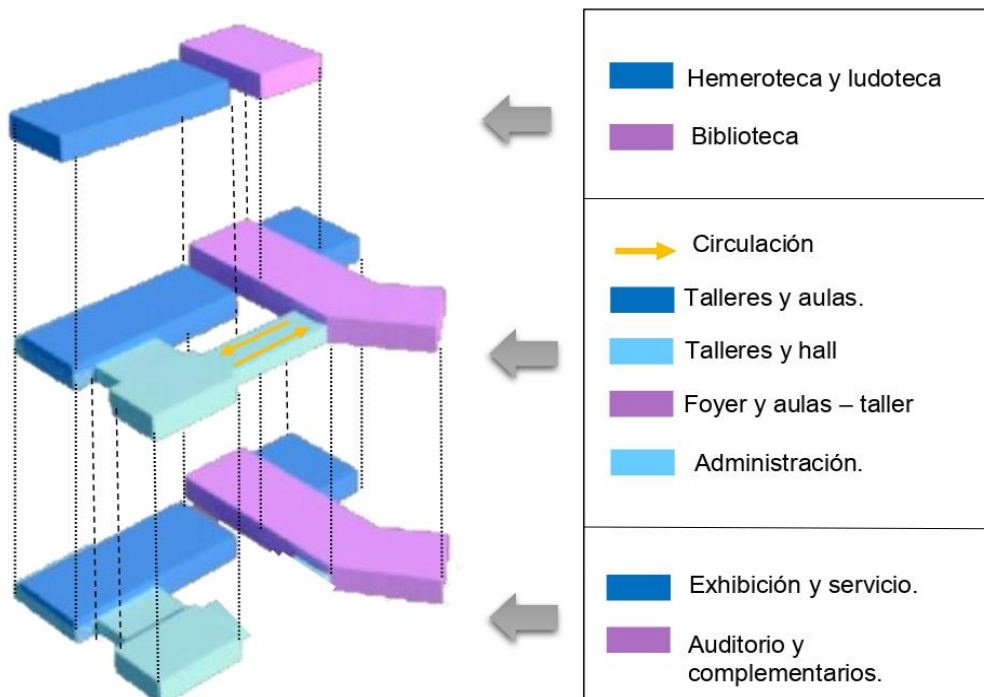 Hemeroteca y ludoteca
Biblioteca
Circulación
Talleres y aulas.
Talleres y hall
Foyer y aulas – taller
Administración.
Exhibición y servicio.
Auditorio y
complementarios.